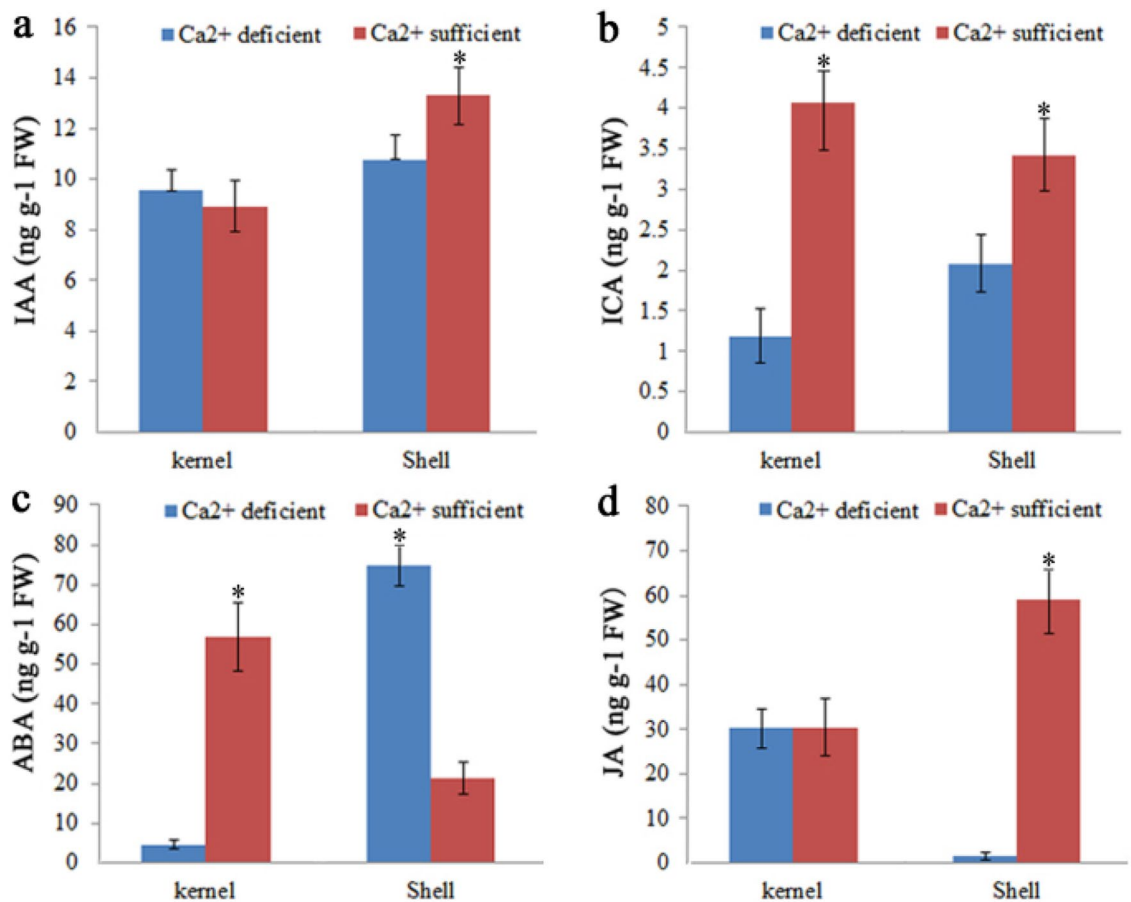 a
Ca2+ deficient Ca2+ sufficient
16
14
12
10
8
6
4
2
0
IAA (ng g-1 FW)
*
kernel Shell
b
Ca2+ deficient Ca2+ sufficient
5
4.5
4
3.5
3
2.5
2
1.5
1
0.5
0
ICA (ng g-1 FW)
* *
kernel Shell
c
Ca2+ deficient Ca2+ sufficient
90
80
70
60
50
40
30
20
10
0
ABA (ng g-1 FW)
* *
kernel Shell
d
Ca2+ deficient Ca2+ sufficient
80
70
60
50
40
30
20
10
0
JA (ng g-1 FW)
*
kernel Shell